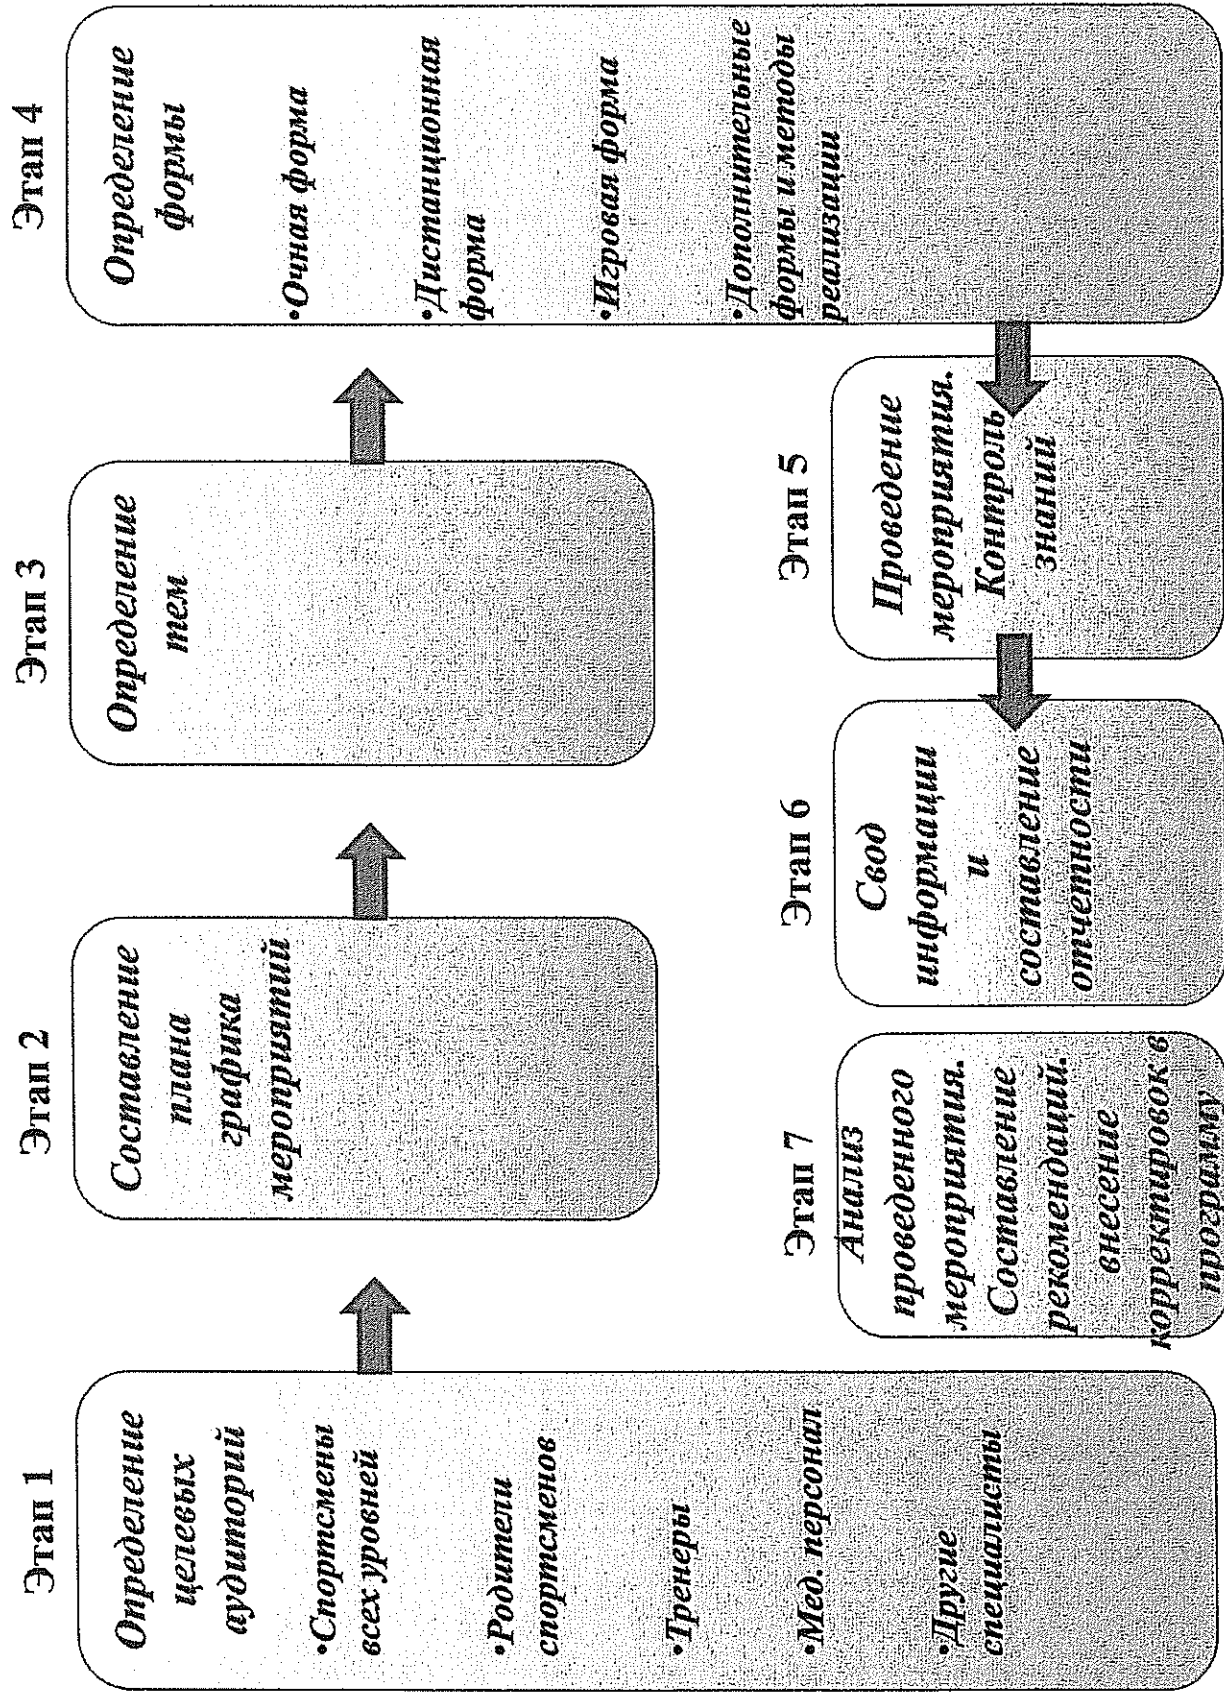 Этап 1
Определение
целевых
аудиторий
•Спортсмены
всех уровней
•Родители
спортсменов
•Тренеры
•Мед. персонал
•Другие
специалисты
Этап 2
Составление
плана
графика
мероприятий
Этап 3
Определение
тем
Этап 4
Определение
формы
•Очная форма
•Дистанционная
форма
•Игровая форма
•Дополнительные
формы и методы
реализации
Этап 5
Проведение
мероприятия.
Контроль
знаний
Этап 6
Свод
информации
и
составление
отчетности
Этап 7
Анализ
проведенного
мероприятия.
Составление
рекомендаций.
внесение
корректировок в
программу